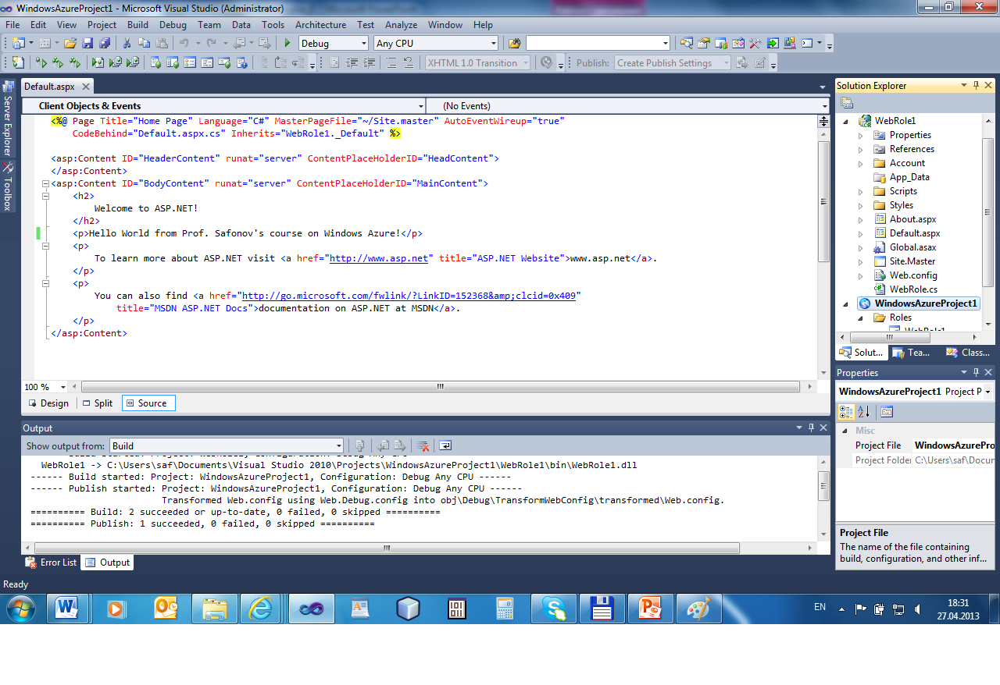 WindowsAzureProject1 - Microsoft Visual Studio (Administrator)
File Edit View Project Build Debug Team Data Tools Architecture Test Analyze Window Help
Debug Any CPU
XHTML 1.0 Transition Publish: Create Publish Settings
Server Explorer
Toolbox
Default.aspx
Client Objects & Events (No Events)
<%@ Page Title="Home Page" Language="C#" MasterPageFile="~/Site.master" AutoEventWireup="true"
CodeBehind="Default.aspx.cs" Inherits="WebRole1._Default" %>
<asp:Content ID="HeaderContent" runat="server" ContentPlaceHolderID="HeadContent">
</asp:Content>
<asp:Content ID="BodyContent" runat="server" ContentPlaceHolderID="MainContent">
<h2>
Welcome to ASP.NET!
</h2>
<p>Hello World from Prof. Safonov's course on Windows Azure!</p>
<p>
To learn more about ASP.NET visit <a href="http://www.asp.net" title="ASP.NET Website">www.asp.net</a>.
</p>
<p>
You can also find <a href="http://go.microsoft.com/fwlink/?LinkID=152368&amp;clcid=0x409"
title="MSDN ASP.NET Docs">documentation on ASP.NET at MSDN</a>.
</p>
</asp:Content>
100 %
Design Split Source
Output
Show output from: Build
WebRole1 -> C:\Users\saf\Documents\Visual Studio 2010\Projects\WindowsAzureProject1\WebRole1\bin\WebRole1.dll
------ Build started: Project: WindowsAzureProject1, Configuration: Debug Any CPU ------
------ Publish started: Project: WindowsAzureProject1, Configuration: Debug Any CPU ------
Transformed Web.config using Web.Debug.config into obj\Debug\TransformWebConfig\transformed\Web.config.
========== Build: 2 succeeded or up-to-date, 0 failed, 0 skipped ==========
========== Publish: 1 succeeded, 0 failed, 0 skipped ==========
Error List Output
Ready
Solution Explorer
WebRole1
Properties
References
Account
App_Data
Scripts
Styles
About.aspx
Default.aspx
Global.asax
Site.Master
Web.config
WebRole.cs
WindowsAzureProject1
Roles
WebRole1
Solut... Tea... Class...
Properties
WindowsAzureProject1 Project P
Misc
Project File WindowsAzurePro
Project Folder C:\Users\saf\Docum
Project File
The name of the file containing
build, configuration, and other inf...
EN
18:31
27.04.2013